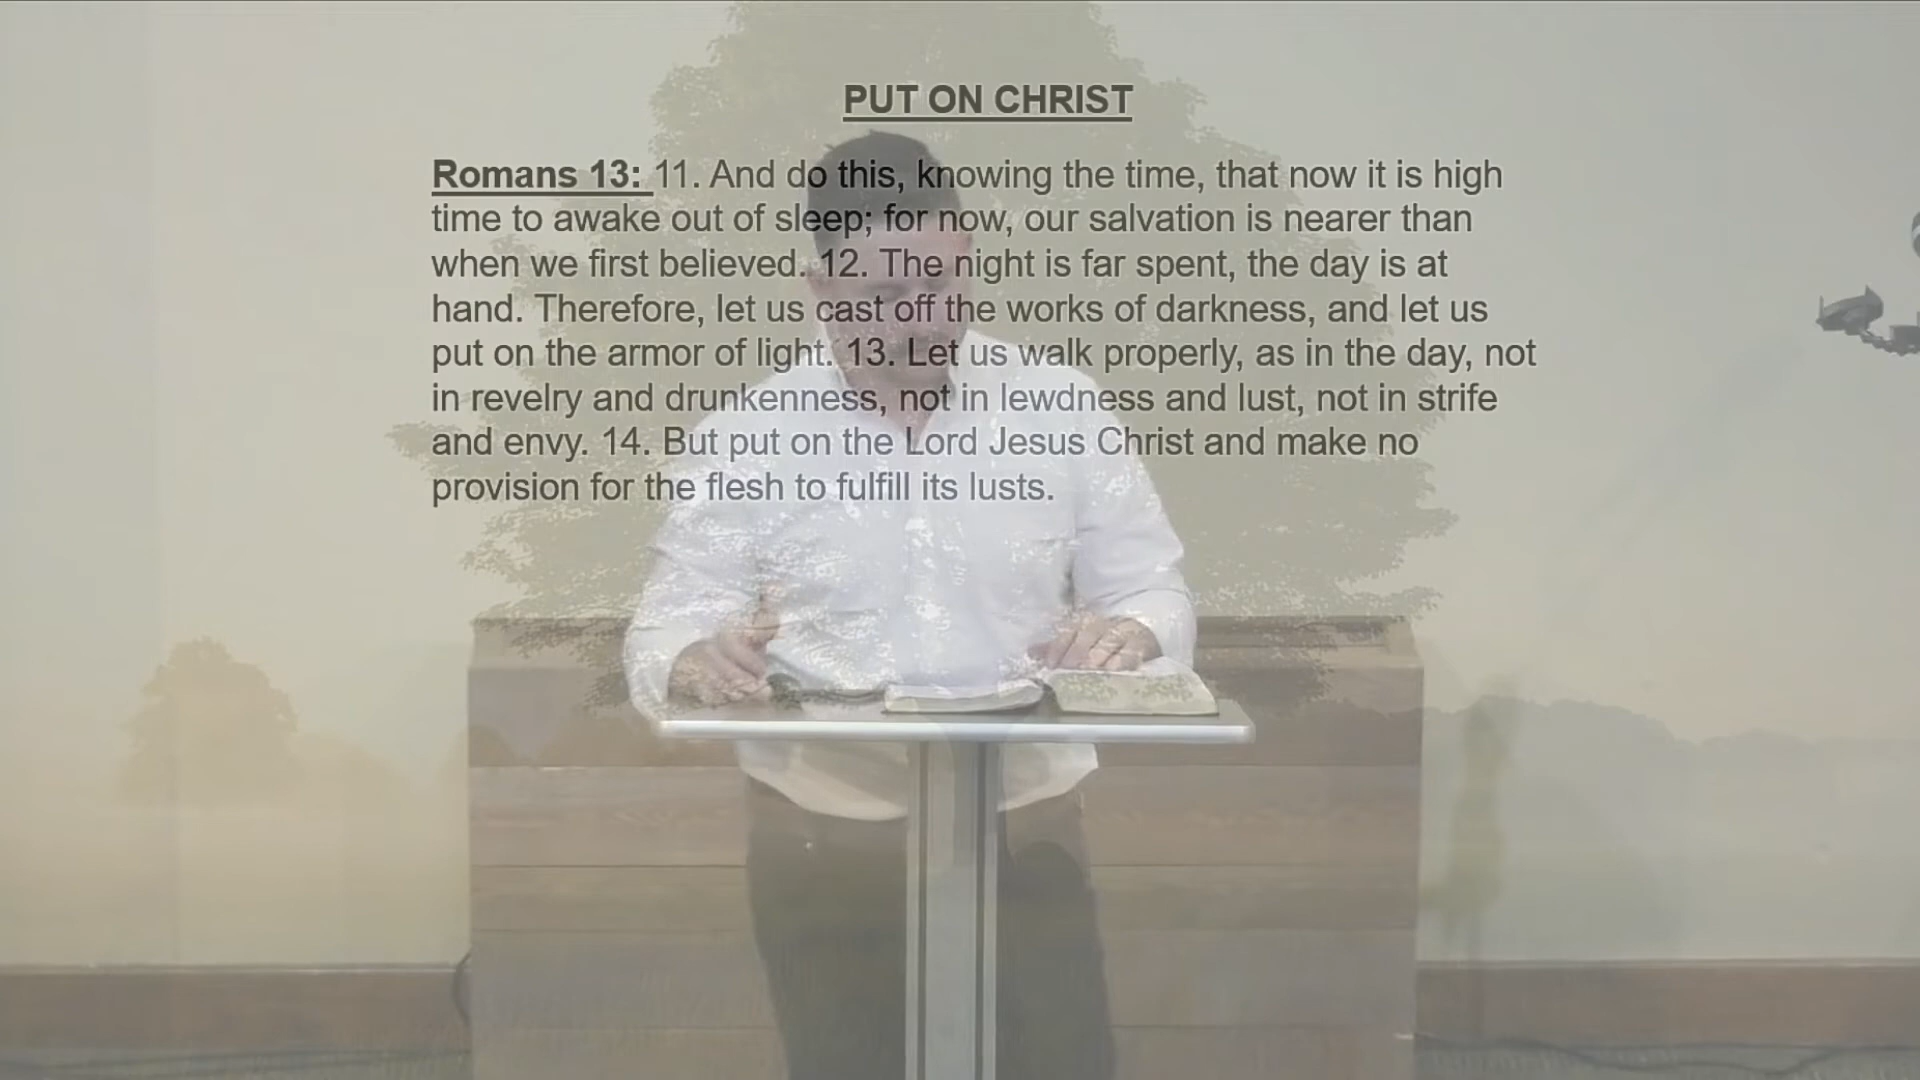 PUT ON CHRIST
Romans 13: 11. And do this, knowing the time, that now it is high
time to awake out of sleep; for now, our salvation is nearer than
when we first believed. 12. The night is far spent, the day is at
hand. Therefore, let us cast off the works of darkness, and let us
put on the armor of light. 13. Let us walk properly, as in the day, not
in revelry and drunkenness, not in lewdness and lust, not in strife
and envy. 14. But put on the Lord Jesus Christ and make no
provision for the flesh to fulfill its lusts.